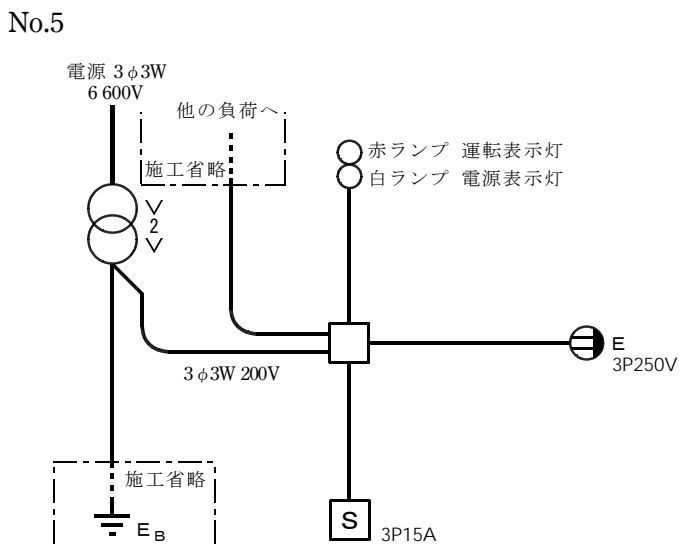 No.5
電源 3φ3W
6 600V
他の負荷へ
施工省略
赤ランプ 運転表示灯
白ランプ 電源表示灯
2
E
3P250V
3φ3W 200V
施工省略
EB
S
3P15A